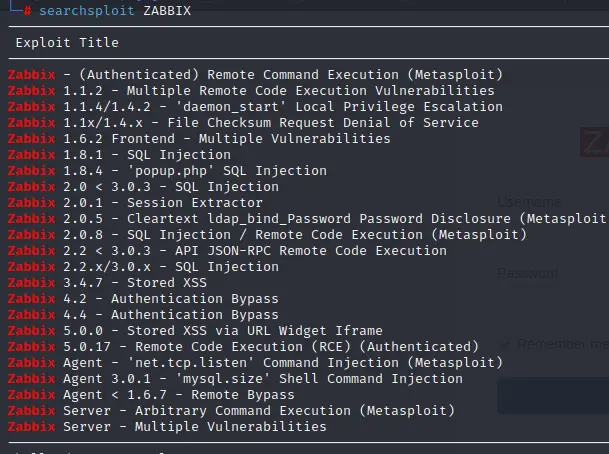 # searchsploit ZABBIX
Exploit Title
Zabbix - (Authenticated) Remote Command Execution (Metasploit)
Zabbix 1.1.2 - Multiple Remote Code Execution Vulnerabilities
Zabbix 1.1.4/1.4.2 - 'daemon_start' Local Privilege Escalation
Zabbix 1.1x/1.4.x - File Checksum Request Denial of Service
Zabbix 1.6.2 Frontend - Multiple Vulnerabilities
Zabbix 1.8.1 - SQL Injection
Zabbix 1.8.4 - 'popup.php' SQL Injection
Zabbix 2.0 < 3.0.3 - SQL Injection
Zabbix 2.0.1 - Session Extractor
Zabbix 2.0.5 - Cleartext ldap_bind_Password Password Disclosure (Metasploit
Zabbix 2.0.8 - SQL Injection / Remote Code Execution (Metasploit)
Zabbix 2.2 < 3.0.3 - API JSON-RPC Remote Code Execution
Zabbix 2.2.x/3.0.x - SQL Injection
Zabbix 3.4.7 - Stored XSS
Zabbix 4.2 - Authentication Bypass
Zabbix 4.4 - Authentication Bypass
Zabbix 5.0.0 - Stored XSS via URL Widget Iframe
Zabbix 5.0.17 - Remote Code Execution (RCE) (Authenticated)
Zabbix Agent - 'net.tcp.listen' Command Injection (Metasploit)
Zabbix Agent 3.0.1 - 'mysql.size' Shell Command Injection
Zabbix Agent < 1.6.7 - Remote Bypass
Zabbix Server - Arbitrary Command Execution (Metasploit)
Zabbix Server - Multiple Vulnerabilities
ZA
Username
Password
Remember me